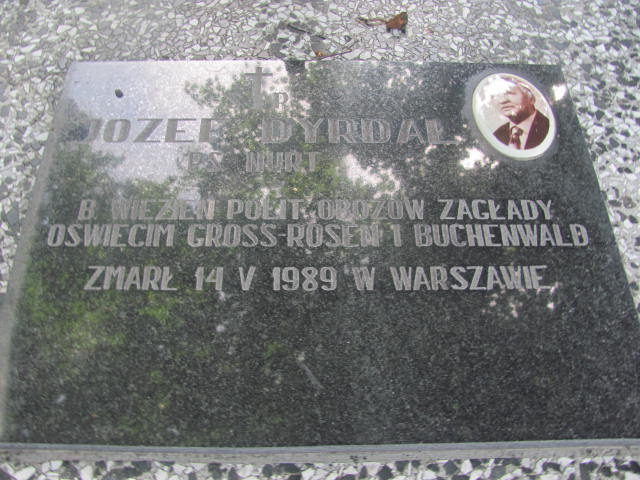 JÓZEF DYRDAŁ
PS. NURT
B. WIĘZIEŃ POLIT. OBOZÓW ZAGŁADY
OŚWIĘCIM GROSS-ROSEN I BUCHENWALD
ZMARŁ 14 V 1989 W WARSZAWIE